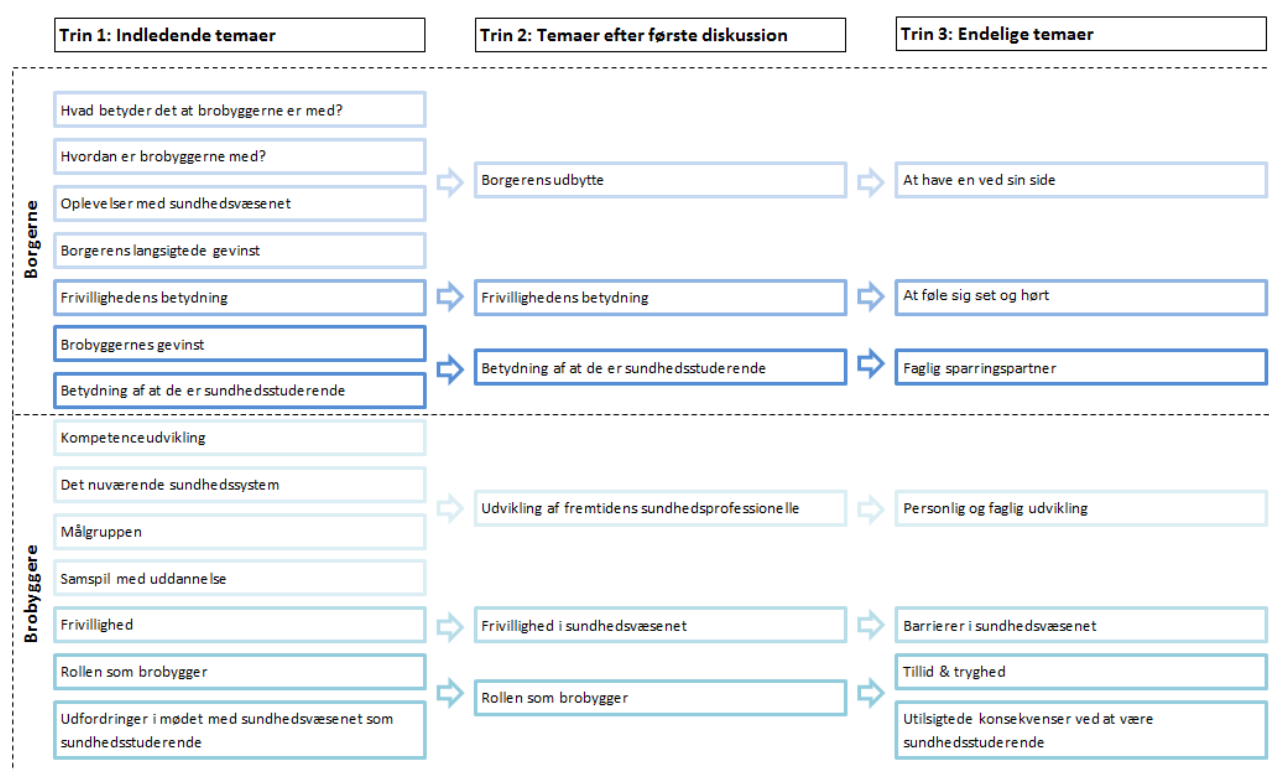 Trin 1: Indledende temaer
Trin 2: Temaer efter første diskussion
Trin 3: Endelige temaer
Borgerne
Hvad betyder det at brobyggerne er med?
Hvordan er brobyggerne med?
Oplevelser med sundhedsvæsenet
Borgerens langsigtede gevinst
Borgerens udbytte
At have en ved sin side
Frivillighedens betydning
Frivillighedens betydning
At føle sig set og hørt
Brobyggernes gevinst
Betydning af at de er sundhedsstuderende
Betydning af at de er sundhedsstuderende
Faglig sparringspartner
Brobyggere
Kompetenceudvikling
Det nuværende sundhedssystem
Målgruppen
Samspil med uddannelse
Udvikling af fremtidens sundhedsprofessionelle
Personlig og faglig udvikling
Frivillighed
Frivillighed i sundhedsvæsenet
Barrierer i sundhedsvæsenet
Rollen som brobygger
Udfordringer i mødet med sundhedsvæsenet som
sundhedsstuderende
Rollen som brobygger
Tillid & tryghed
Utilsigtede konsekvenser ved at være
sundhedsstuderende